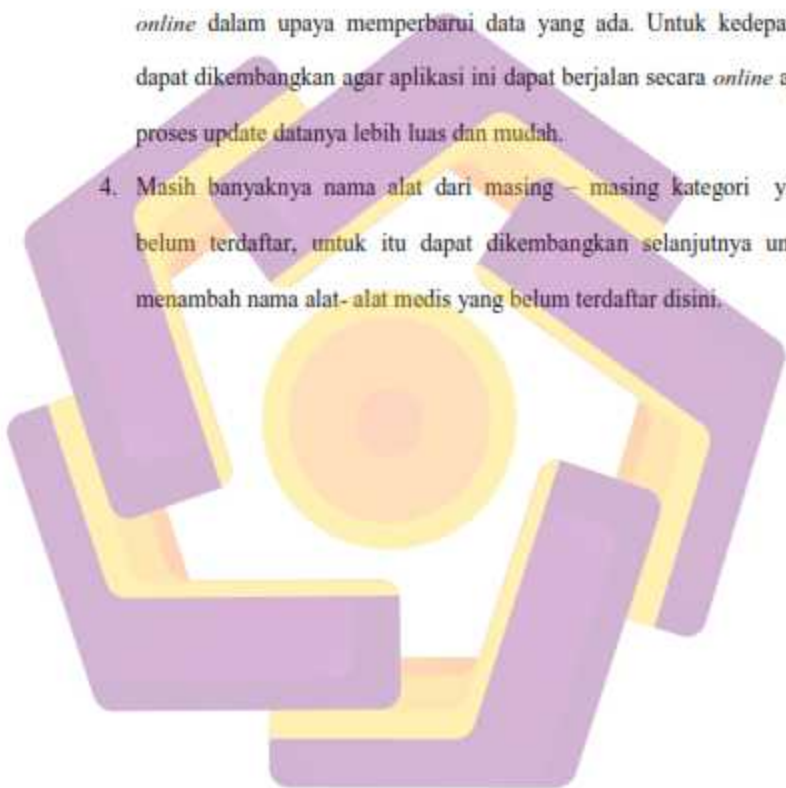 online dalam upaya memperbarui data yang ada. Untuk kedepa
dapat dikembangkan agar aplikasi ini dapat berjalan secara online a
proses update datanya lebih luas dan mudah.
4. Masih banyaknya nama alat dari masing – masing kategori y
belum terdaftar, untuk itu dapat dikembangkan selanjutnya un
menambah nama alat- alat medis yang belum terdaftar disini.